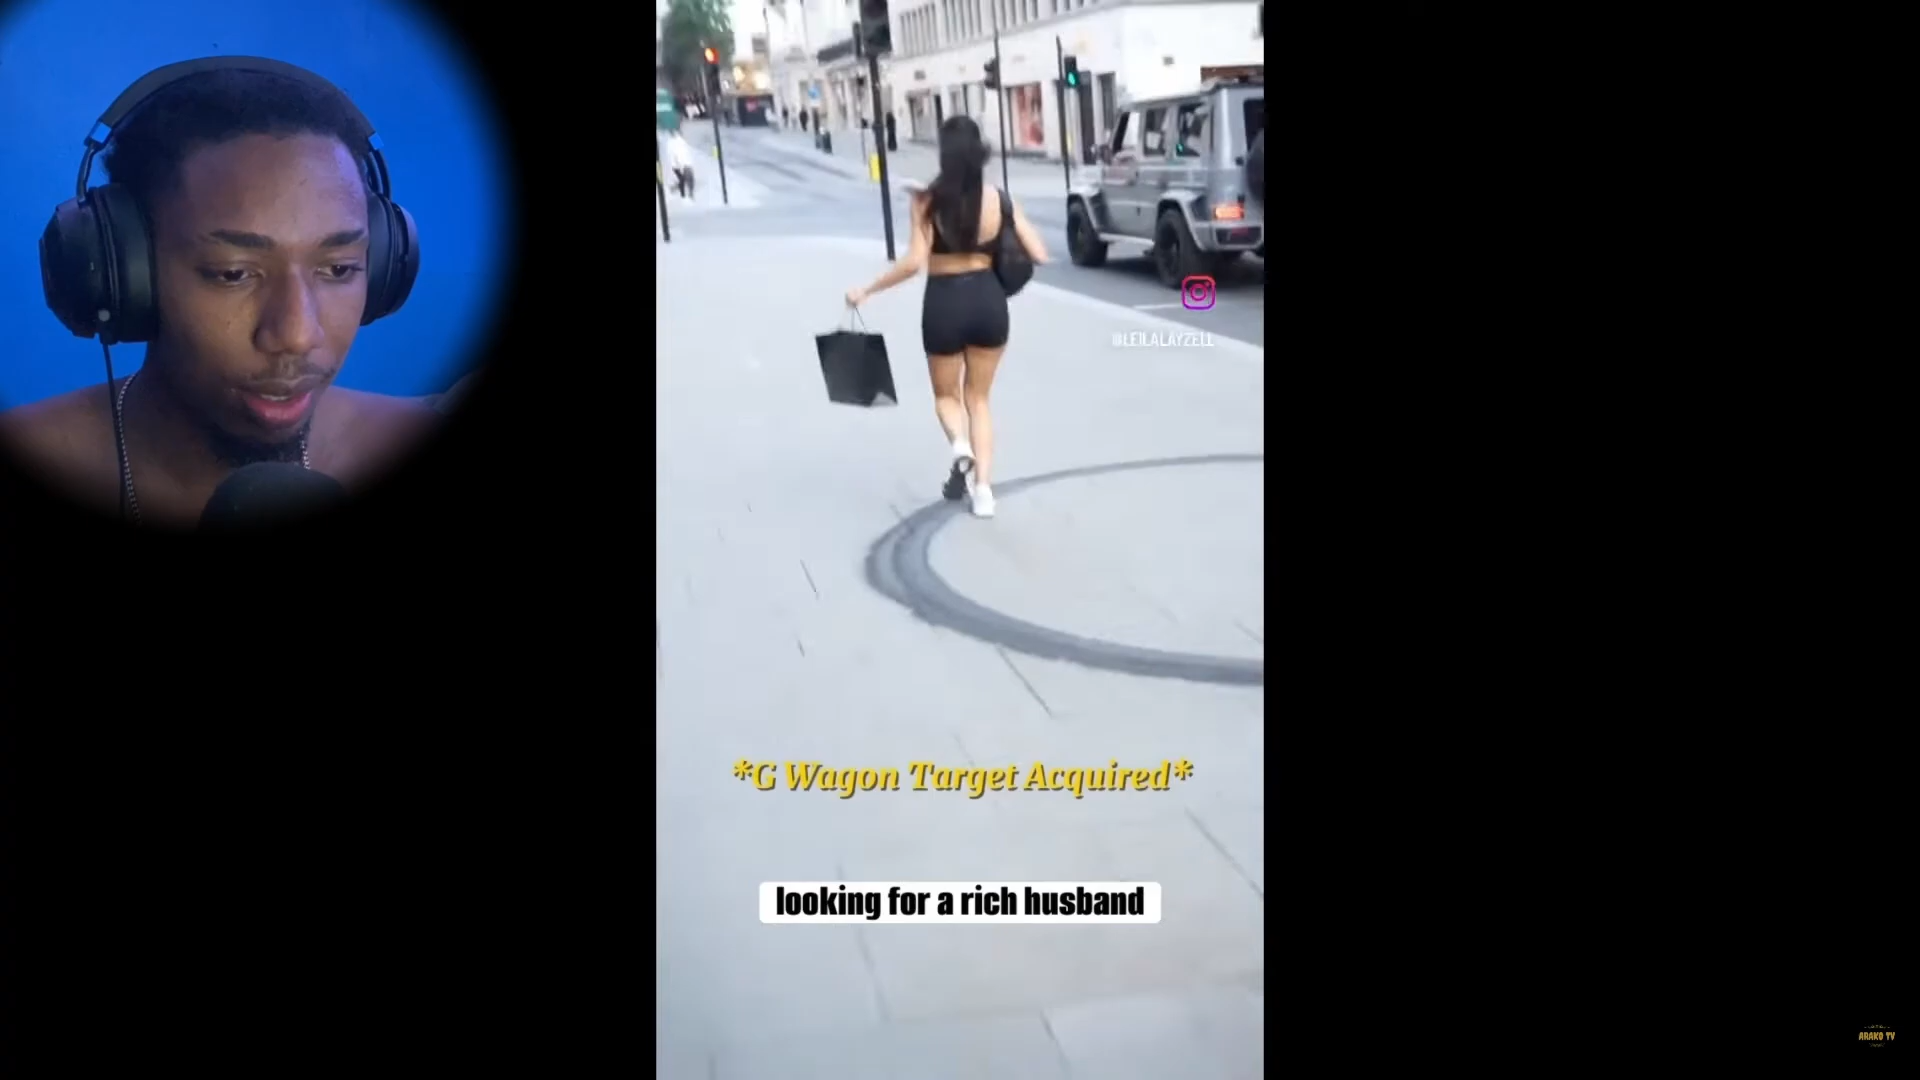 @LEILALAYZELL
*G Wagon Target Acquired*
looking for a rich husband
ARAKO TV